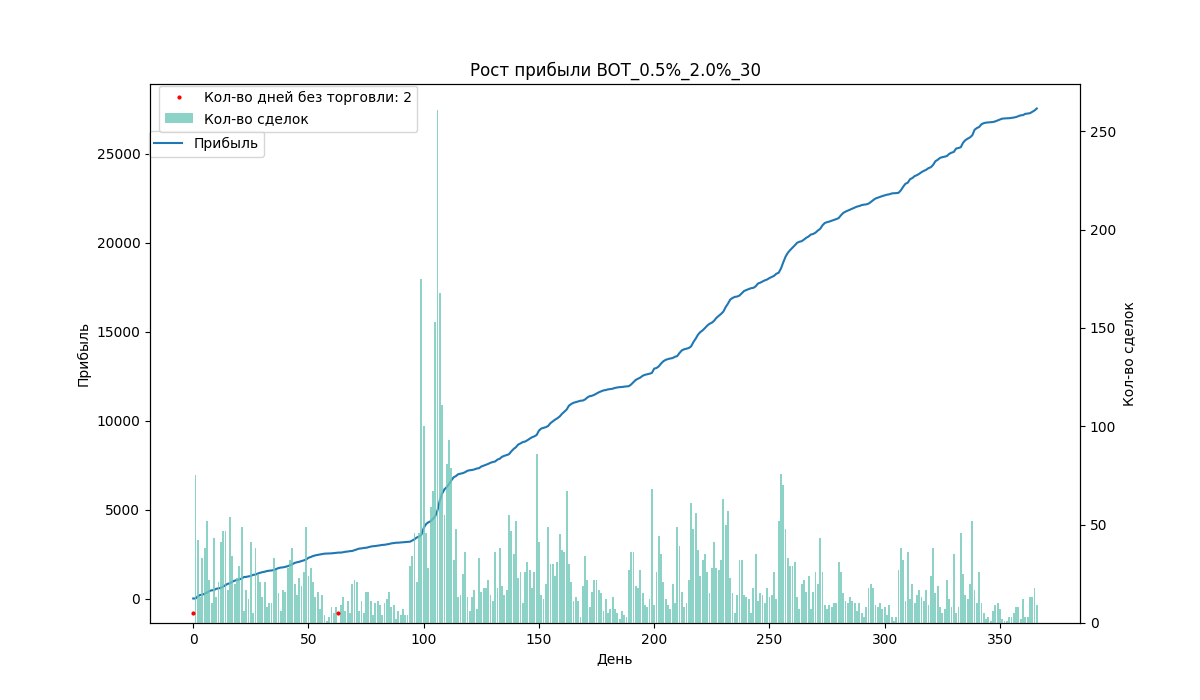 Рост прибыли BOT_0.5%_2.0%_30
Кол-во дней без торговли: 2
Кол-во сделок
Прибыль
25000
20000
15000
10000
5000
0
Прибыль
250
200
150
100
50
0
Кол-во сделок
0 50 100 150 200 250 300 350
День